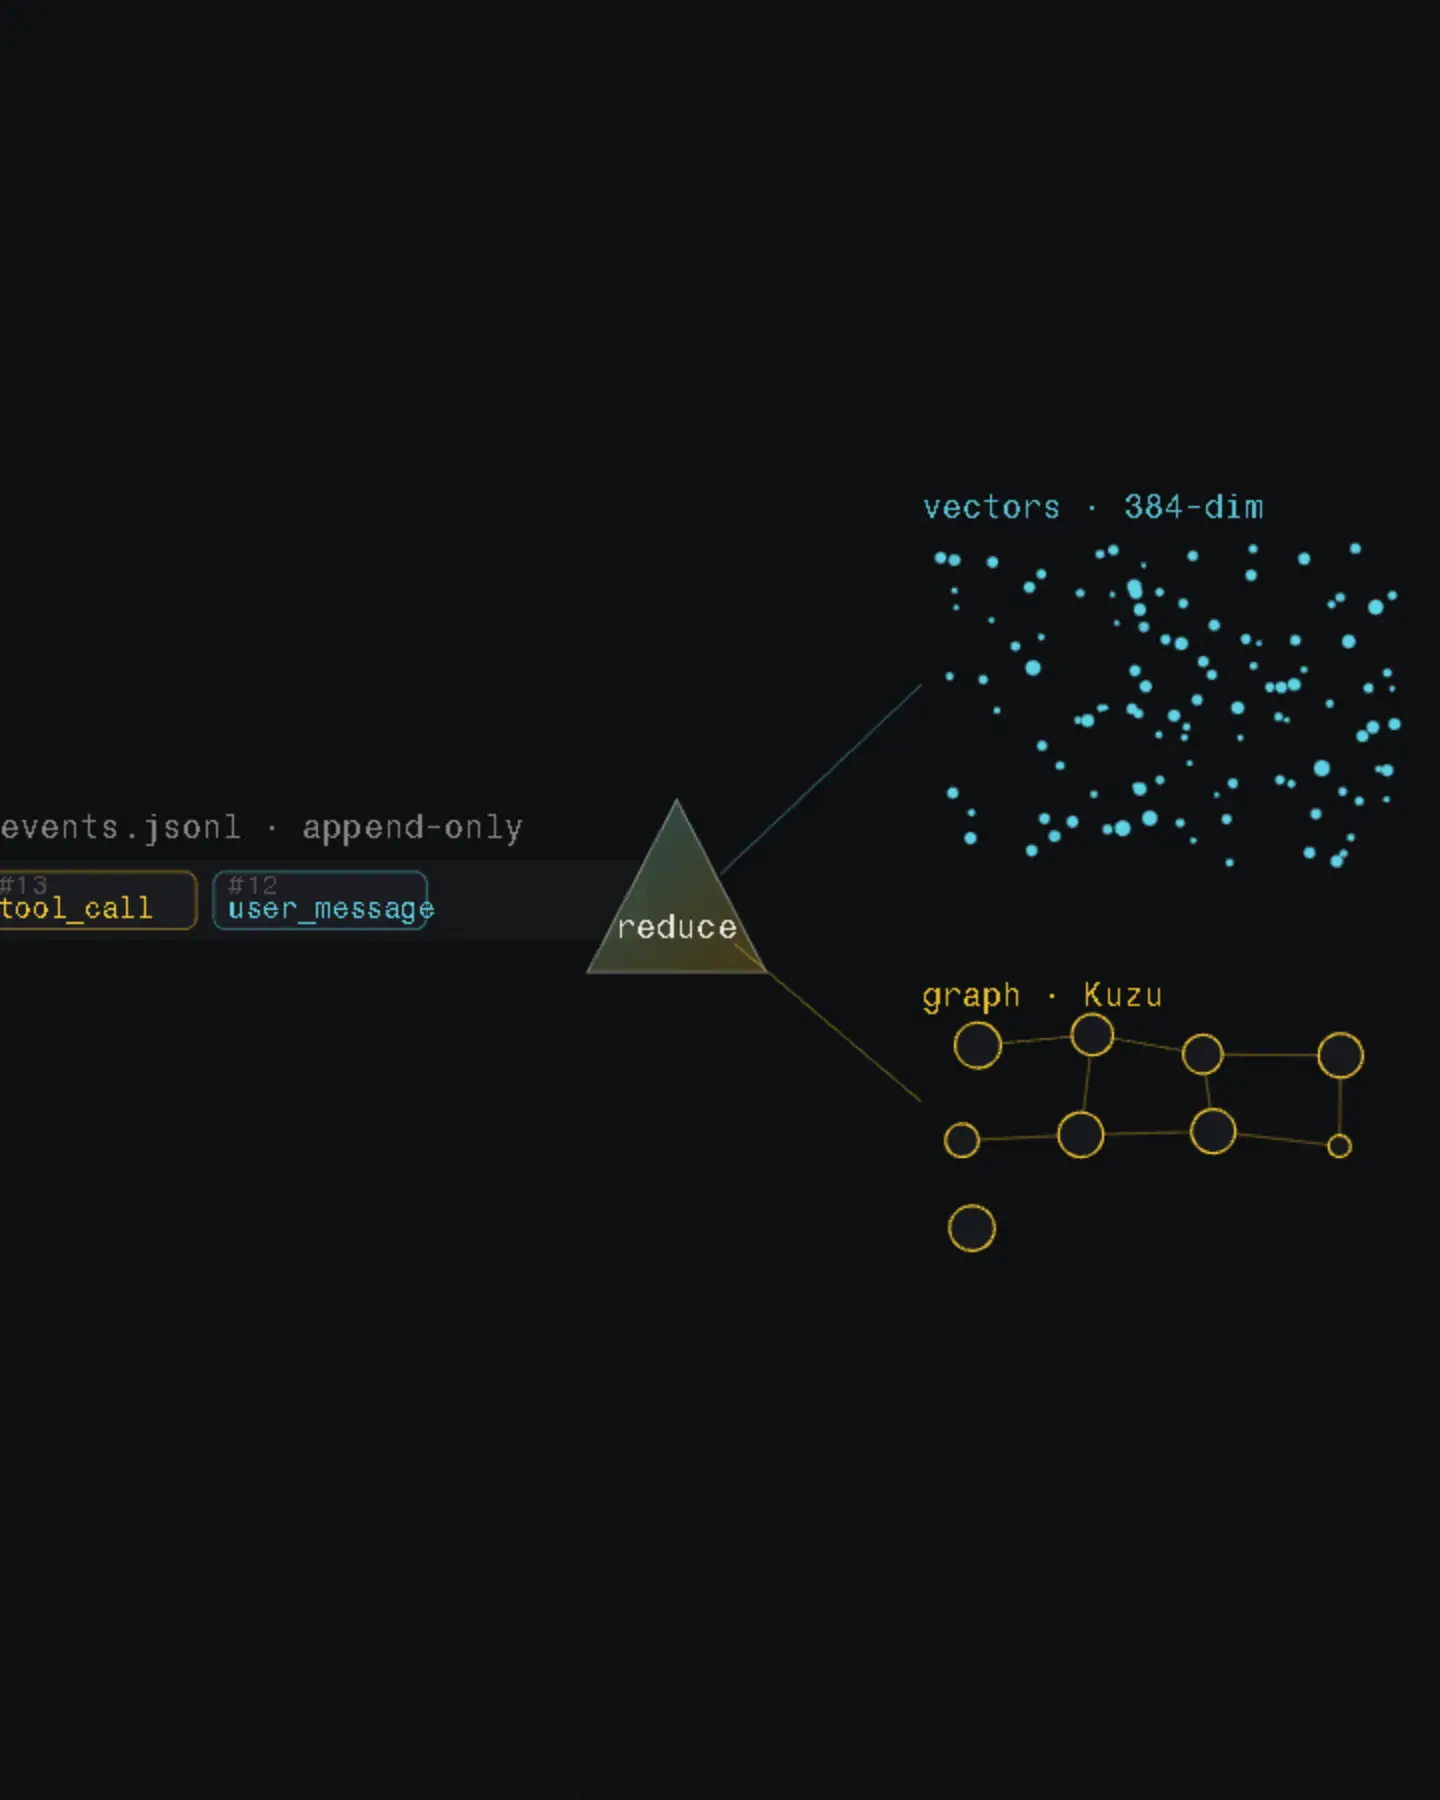 vectors · 384-dim
events.jsonl · append-only
#13
tool_call
#12
user_message
reduce
graph · Kuzu